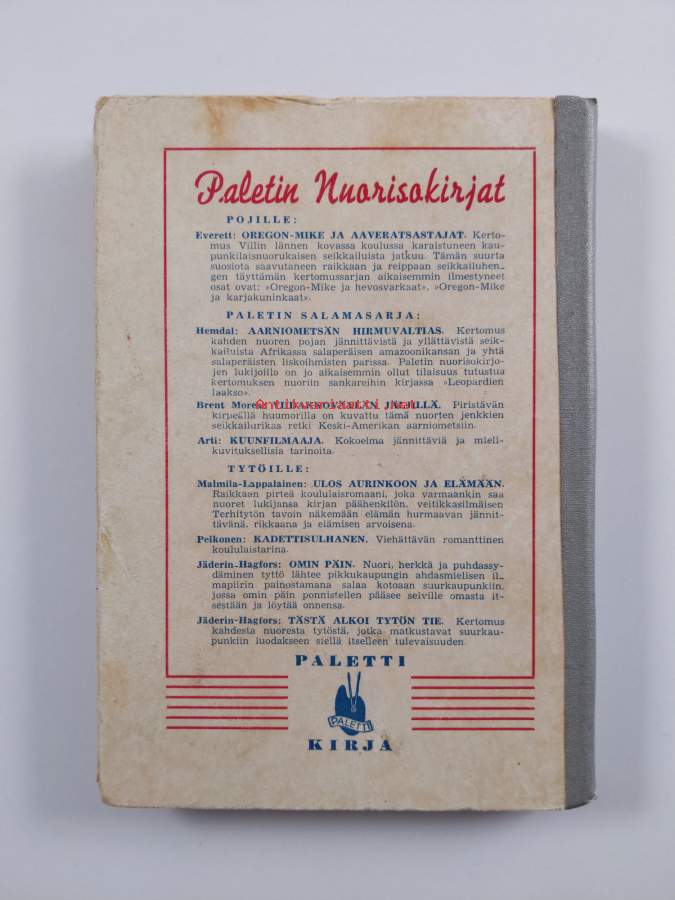 Paletin Nuorisokirjat
POJILLE:
Everett: OREGON-MIKE JA AAVERATSASTAJAT. Kerto-
mus Villin lännen kovassa koulussa karaistuneen kau-
punkilaisnuorukaisen seikkailuista jatkuu. Tämän suurta
suosiota saavutaneen raikkaan ja reippaan seikkailuhen-
gen täyttämän kertomussarjan aikaisemmin ilmestyneet
osat ovat: »Oregon-Mike ja hevosvarkaat», »Oregon-Mike
ja karjakuninkaat».
PALETIN SALAMASARJA:
Hemdal: AARNIOMETSÄN HIRMUVALTIAS. Kertomus
kahden nuoren pojan jännittävistä ja yllättävistä seik-
kailuista Afrikassa salaperäisen amazoonikansan ja yhtä
salaperäisten liskoihmisten parissa. Paletin nuorisokirjo-
jen lukijoilla on jo aikaisemmin ollut tilaisuus tutustua
kertomuksen nuoriin sankareihin kirjassa »Leopardien
laakso».
Brent JÄLJILLÄ. Piristävän
kirpeällä huumorilla on kuvattu tämä nuorten jenkkien
seikkailurikas retki Keski-Amerikan aarniometsiin.
Antikvariaatti.net
Arti: KUUNFILMAAJA. Kokoelma jännittäviä ja mieli-
kuvituksellisia tarinoita.
TYTÖILLE:
Malmila-Lappalainen: ULOS AURINKOON JA ELÄMÄÄN.
Raikkaan pirteä koululaisromaani, joka varmaankin saa
nuoret lukijansa kirjan päähenkilön, veitikkasilmäisen
Terhitytön tavoin näkemään elämän hurmaavan jännit-
tävänä, rikkaana ja elämisen arvoisena.
Pelkonen: KADETTISULHANEN. Viehättävän romanttinen
koululaistarina.
Jäderin-Hagfors: OMIN PÄIN. Nuori, herkkä ja puhdassy-
däminen tyttö lähtee pikkukaupungin ahdasmielisen il-
mapiirin painostamana salaa kotoaan suurkaupunkiin,
jossa omin päin ponnistellen pääsee selville omasta it-
sestään ja löytää onnensa.
Jäderin-Hagfors: TÄSTÄ ALKOI TYTÖN TIE. Kertomus
kahdesta nuoresta tytöstä, jotka matkustavat suurkau-
punkiin luodakseen siellä itselleen tulevaisuuden.
PALETTI
PALETTI
KIRJA